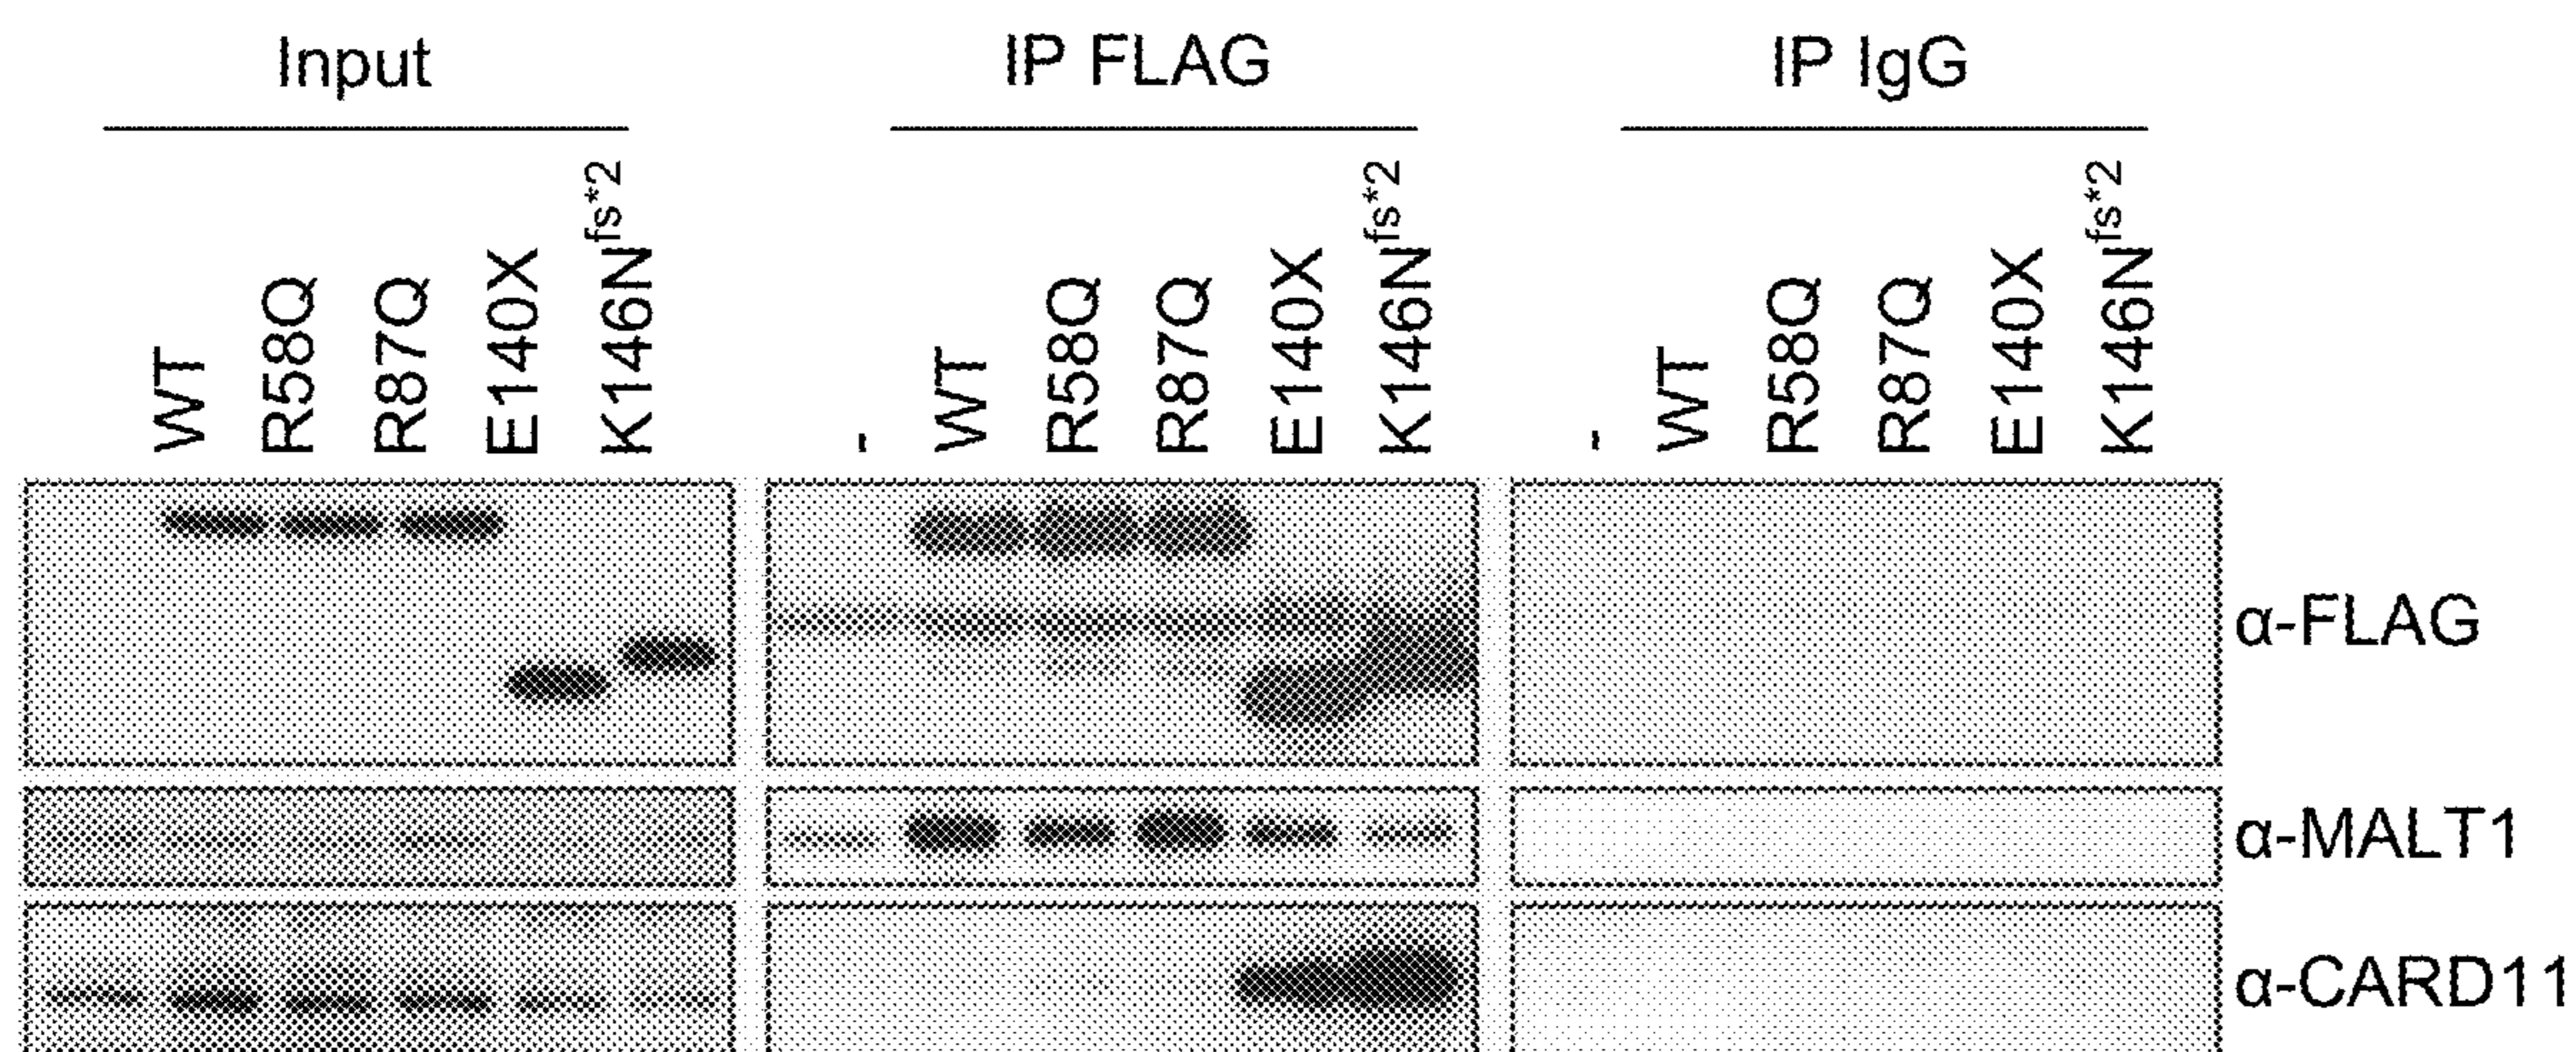 Input IP FLAG IP IgG
WT R58Q R87Q E140X K146Nfs*2 - WT R58Q R87Q E140X K146Nfs*2 - WT R58Q R87Q E140X K146Nfs*2
α-FLAG
α-MALT1
α-CARD11